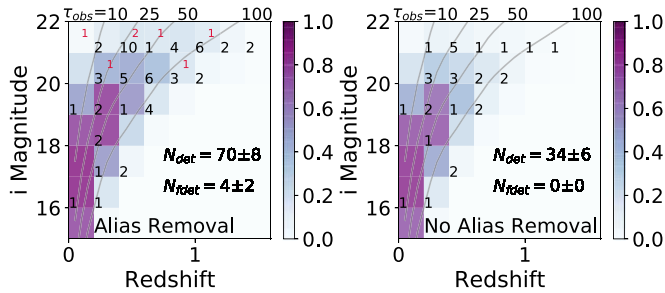 τobs=10 25 50 100 τobs=10 25 50 100
22 1.0 22 1.0
1 2 1 1
2 10 1 4 6 2 2 1 5 1 1 1 1
0.8 0.8
1 1
20 3 5 6 3 2 20 3 3 2 2
0.6 0.6
1 2 1 4 1 2 1 2
i Magnitude i Magnitude
18 2 18 2
0.4 0.4
Ndet = 70±8 Ndet = 34±6
1 2 1 1
0.2 0.2
Nfdet = 4±2 Nfdet = 0±0
16 1 1 16 1
Alias Removal No Alias Removal
0.0 0.0
0 1 0 1
Redshift Redshift